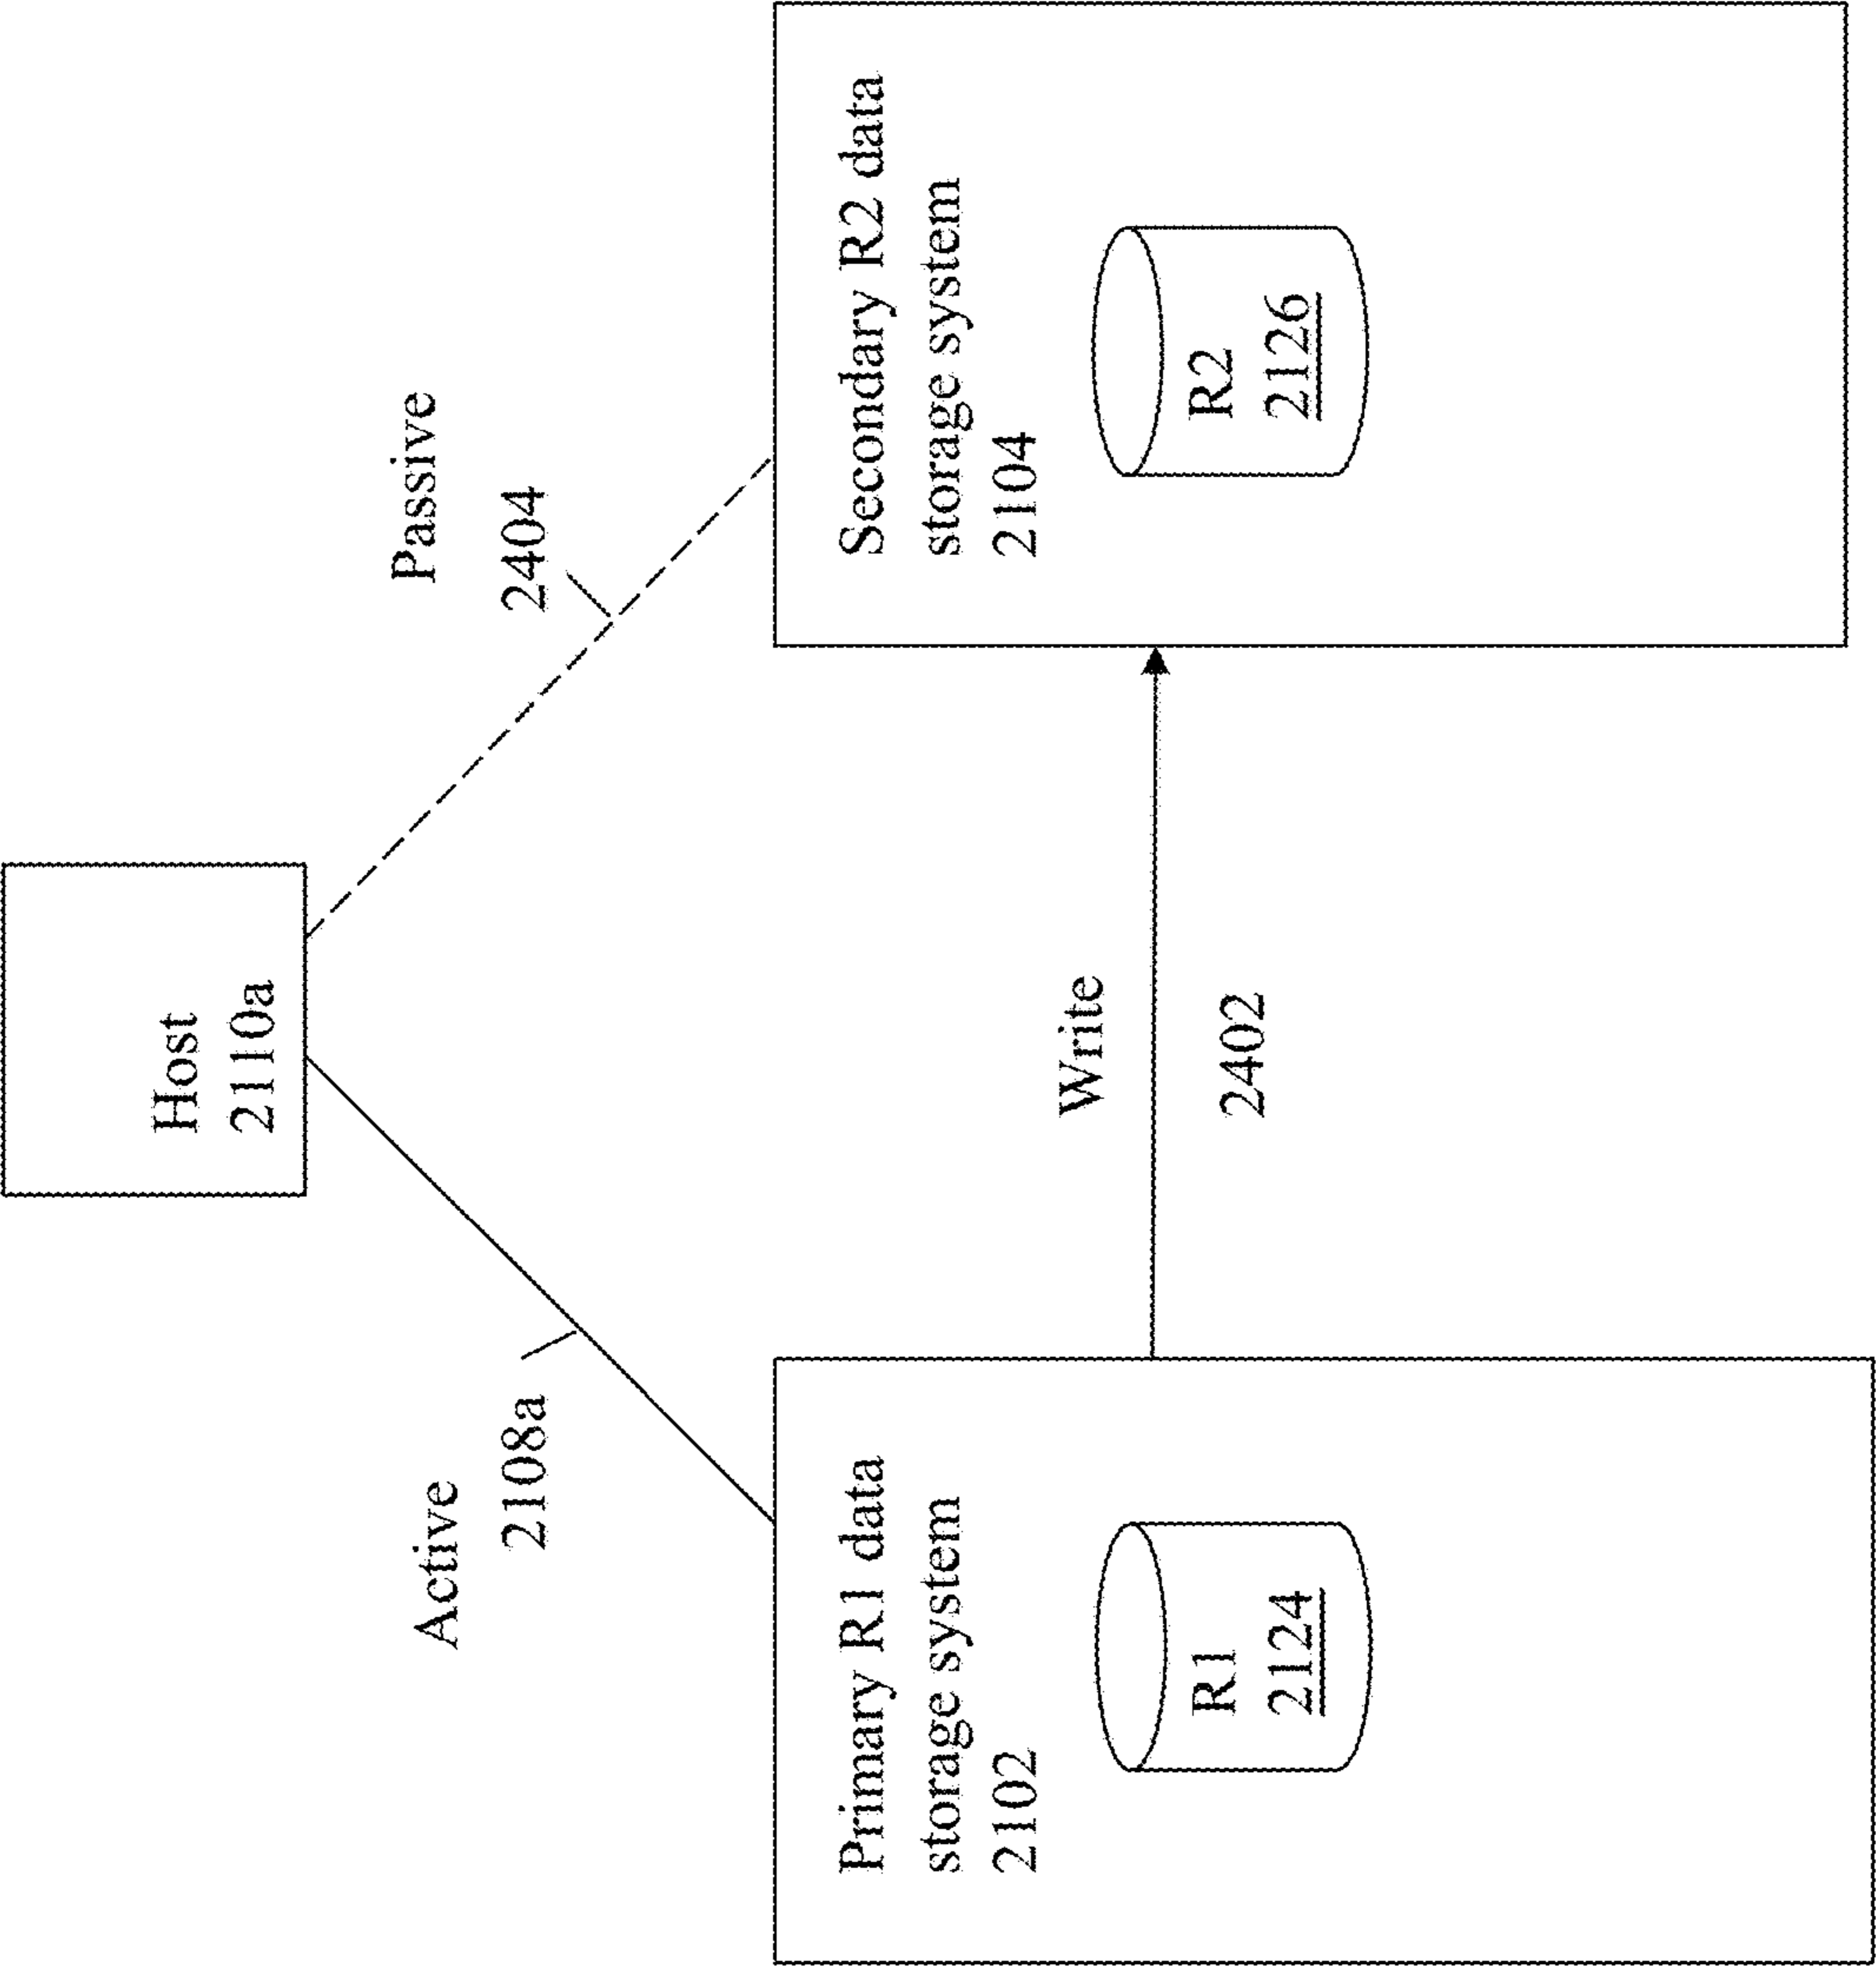 Host
2110a
Active
2108a
Passive
2404
Primary R1 data
storage system
2102
R1
2124
Write
2402
Secondary R2 data
storage system
2104
R2
2126